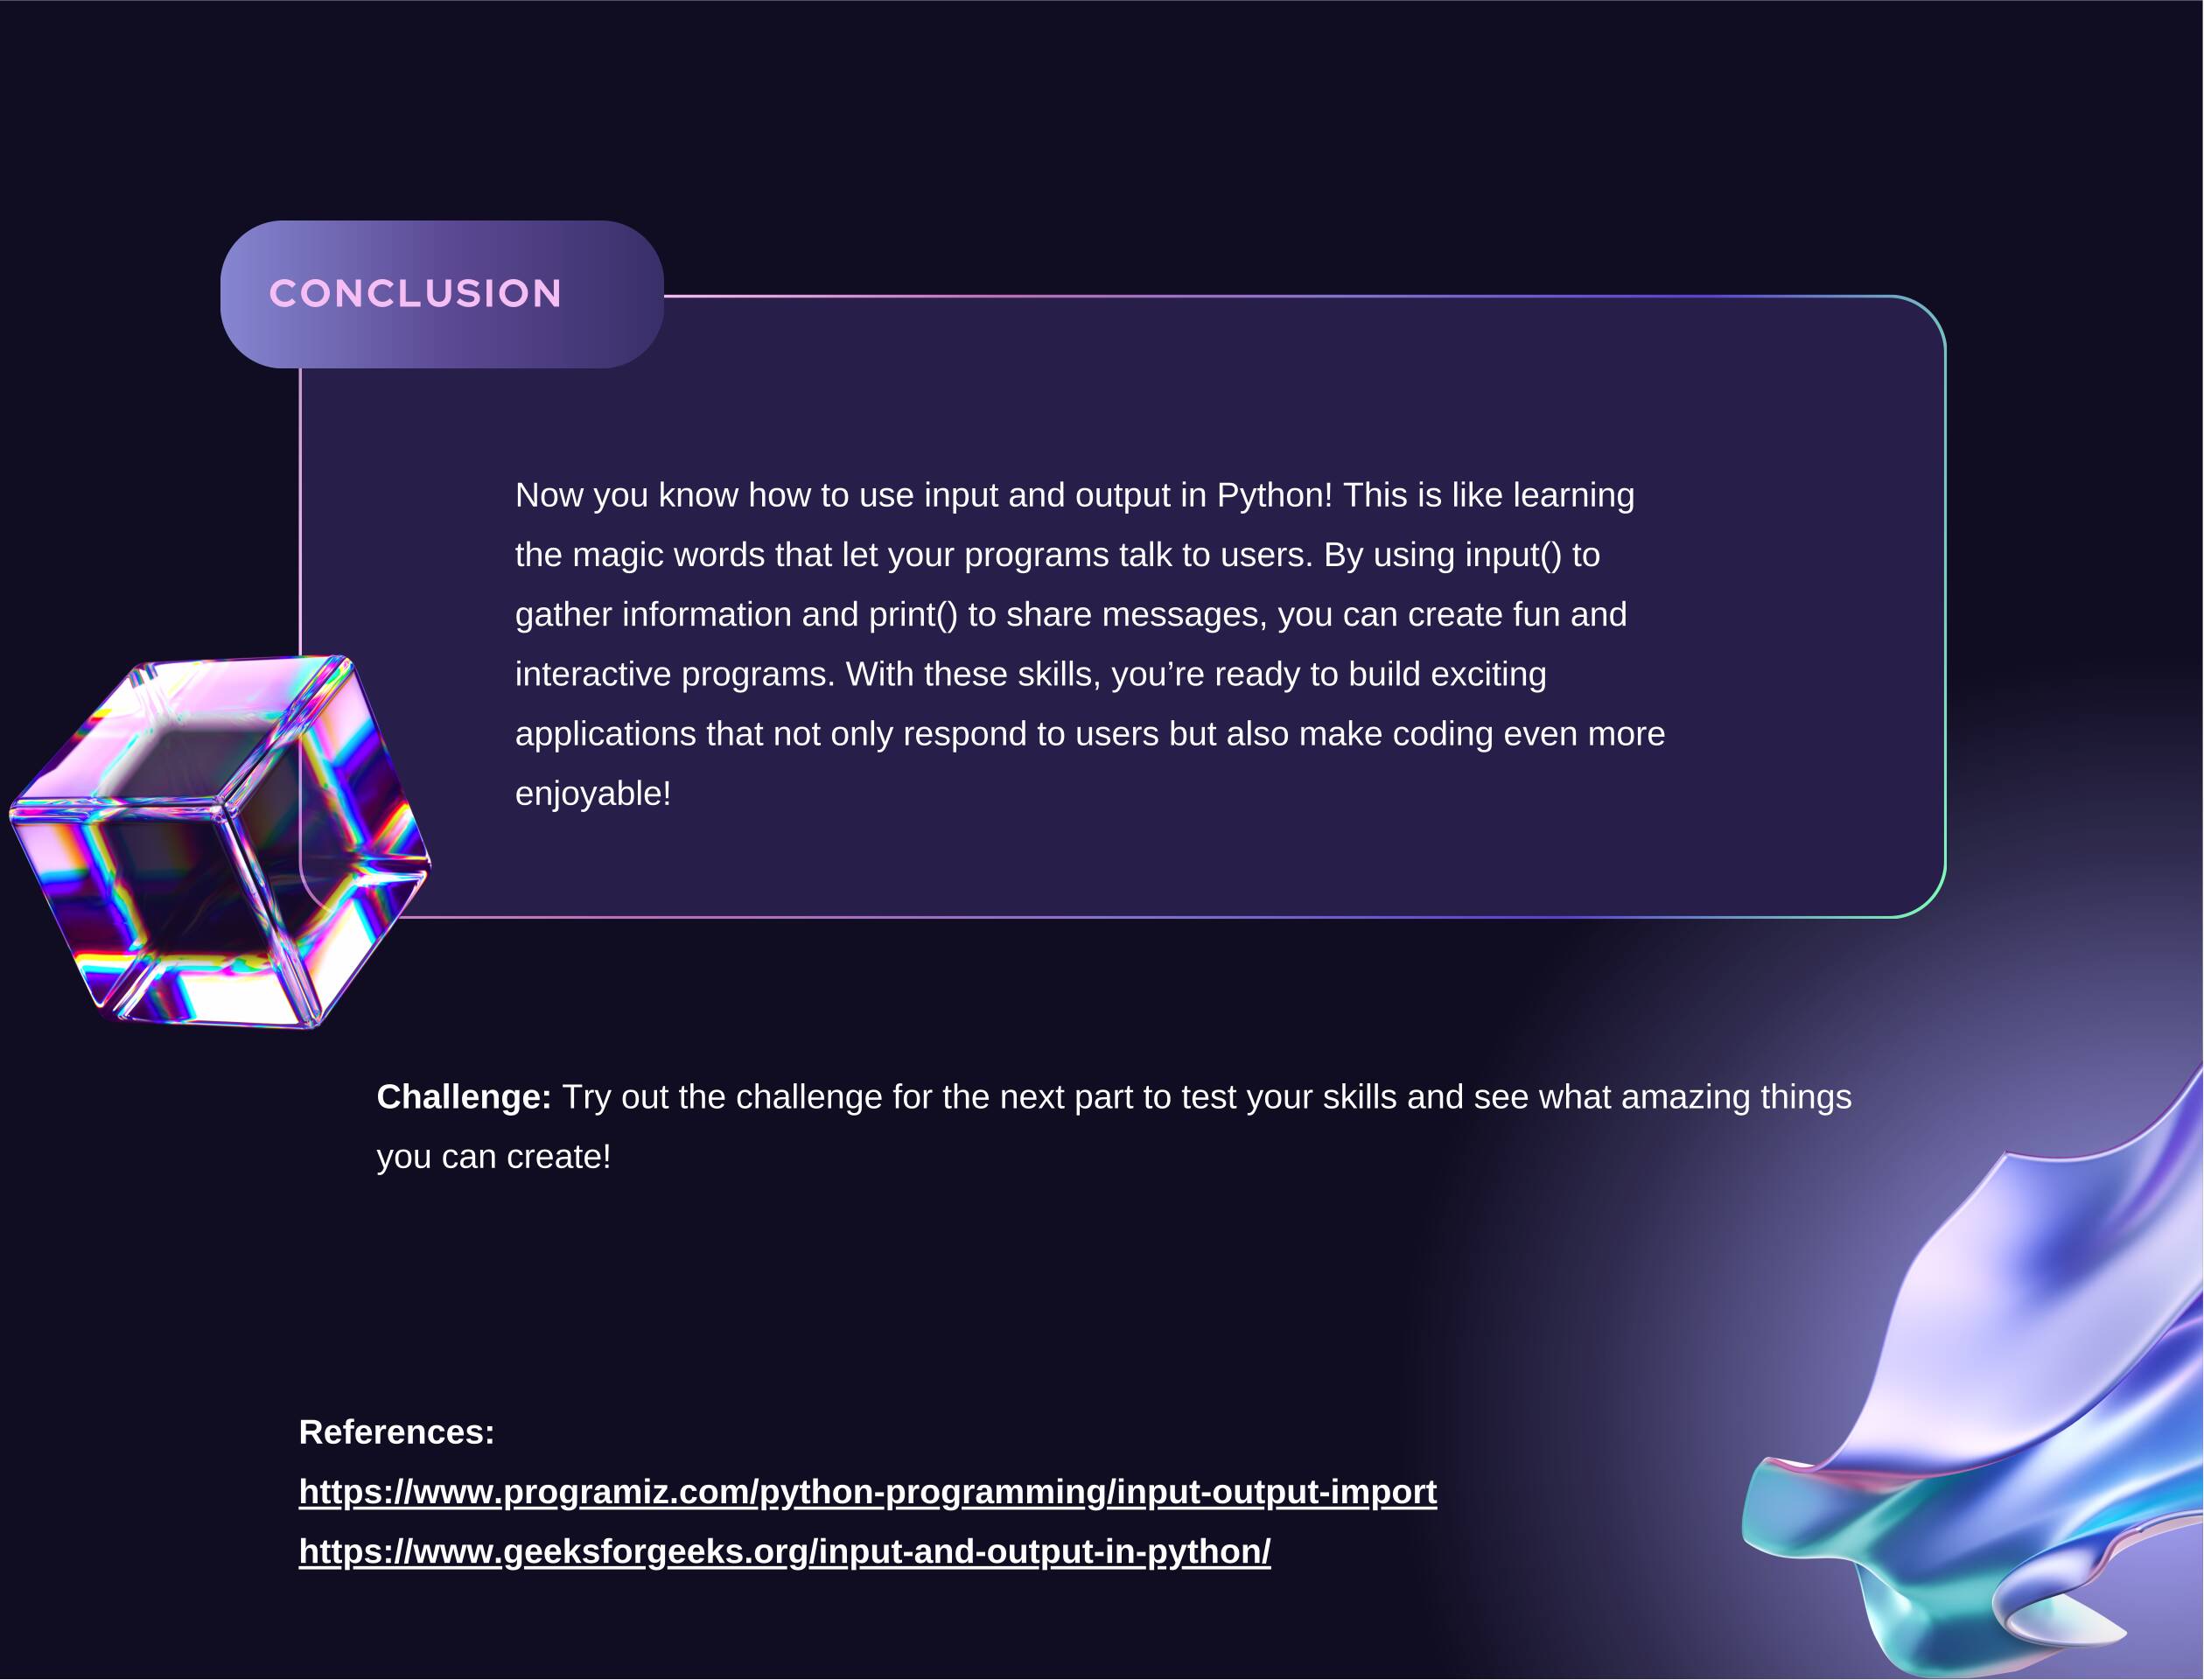 CONCLUSION
Now you know how to use input and output in Python! This is like learning
the magic words that let your programs talk to users. By using input() to
gather information and print() to share messages, you can create fun and
interactive programs. With these skills, you’re ready to build exciting
applications that not only respond to users but also make coding even more
enjoyable!
Challenge: Try out the challenge for the next part to test your skills and see what amazing things
you can create!
References:
https://www.programiz.com/python-programming/input-output-import
https://www.geeksforgeeks.org/input-and-output-in-python/